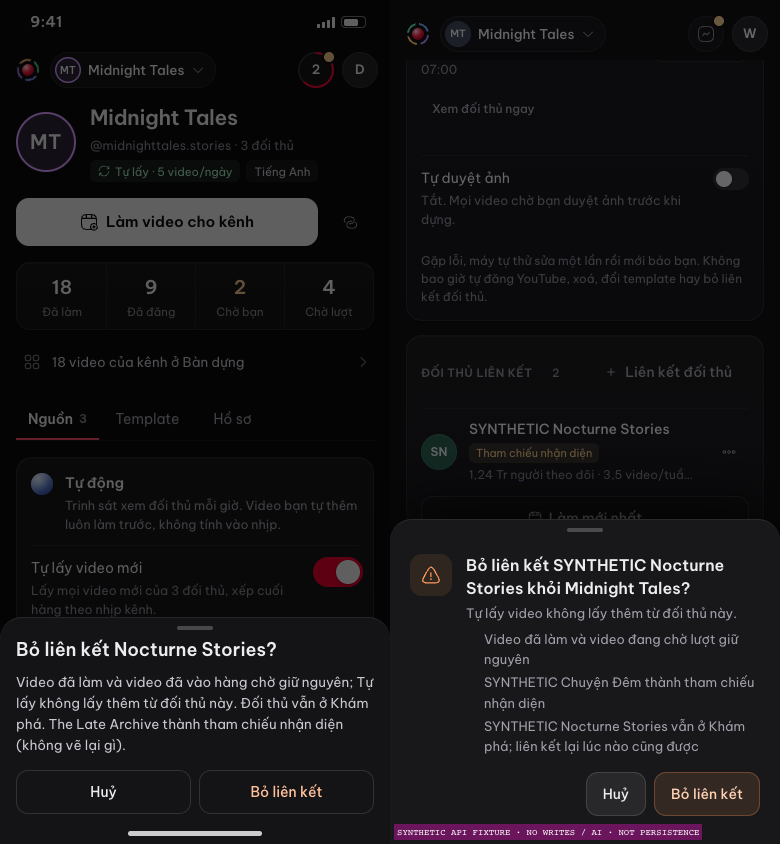 9:41
MT Midnight Tales
2
D
MT
Midnight Tales
@midnighttales.stories · 3 đối thủ
Tự lấy · 5 video/ngày
Tiếng Anh
Làm video cho kênh
18
Đã làm
9
Đã đăng
2
Chờ bạn
4
Chờ lượt
18 video của kênh ở Bàn dựng
Nguồn 3
Template
Hồ sơ
Tự động
Trinh sát xem đối thủ mỗi giờ. Video bạn tự thêm
luôn làm trước, không tính vào nhịp.
Tự lấy video mới
Lấy mọi video mới của 3 đối thủ, xếp cuối
hàng theo nhịp kênh.
Bỏ liên kết Nocturne Stories?
Video đã làm và video đã vào hàng chờ giữ nguyên; Tự
lấy không lấy thêm từ đối thủ này. Đối thủ vẫn ở Khám
phá. The Late Archive thành tham chiếu nhận diện
(không vẽ lại gì).
Huỷ
Bỏ liên kết
MT Midnight Tales
W
07:00
Xem đối thủ ngay
Tự duyệt ảnh
Tắt. Mọi video chờ bạn duyệt ảnh trước khi
dựng.
Gặp lỗi, máy tự thử sửa một lần rồi mới báo bạn. Không
bao giờ tự đăng YouTube, xoá, đổi template hay bỏ liên
kết đối thủ.
ĐỐI THỦ LIÊN KẾT 2
+ Liên kết đối thủ
SN
SYNTHETIC Nocturne Stories
Tham chiếu nhận diện
1,24 Tr người theo dõi · 3,5 video/tuầ...
Làm mới nhất
Bỏ liên kết SYNTHETIC Nocturne
Stories khỏi Midnight Tales?
Tự lấy video không lấy thêm từ đối thủ này.
Video đã làm và video đang chờ lượt giữ
nguyên
SYNTHETIC Chuyện Đêm thành tham chiếu
nhận diện
SYNTHETIC Nocturne Stories vẫn ở Khám
phá; liên kết lại lúc nào cũng được
Huỷ
Bỏ liên kết
SYNTHETIC API FIXTURE · NO WRITES / AI · NOT PERSISTENCE